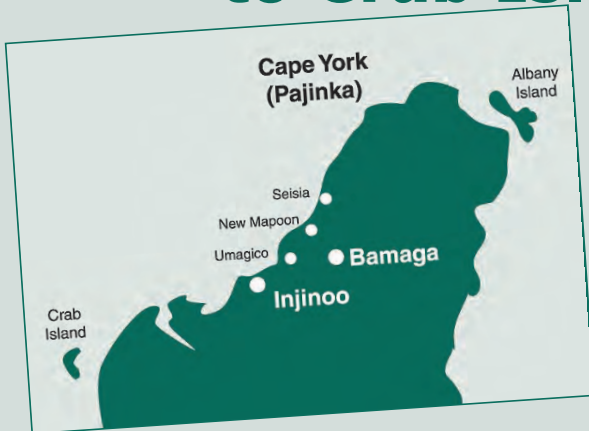 Cape York
(Pajinka)
Albany
Island
Seisia
New Mapoon
Umagico
Bamaga
Injinoo
Crab
Island